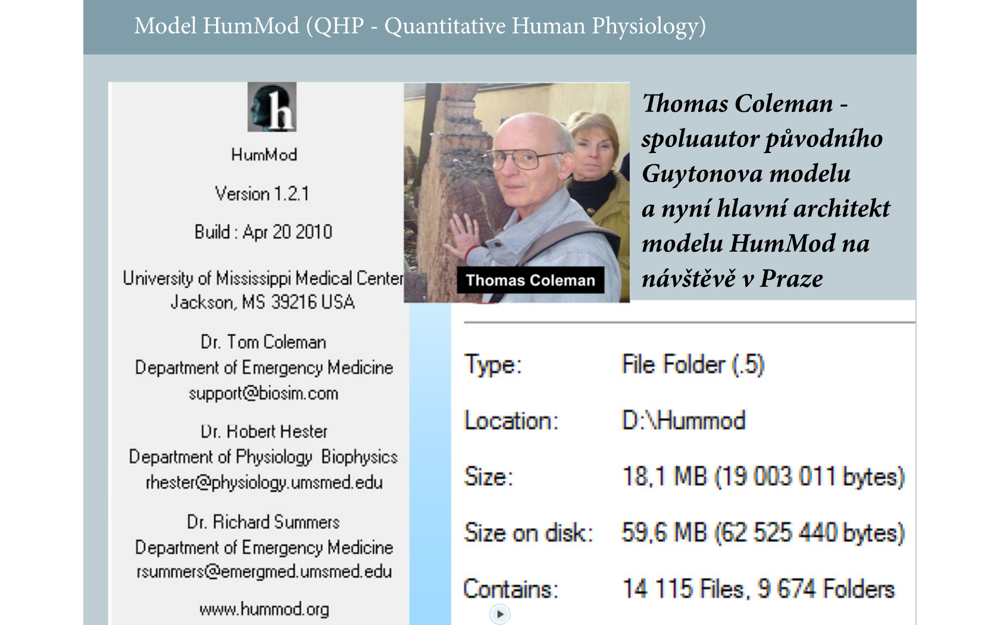 Model HumMod (QHP - Quantitative Human Physiology)
h
HumMod
Version 1.2.1
Build : Apr 20 2010
University of Mississippi Medical Center
Jackson, MS 39216 USA
Dr. Tom Coleman
Department of Emergency Medicine
support@biosim.com
Dr. Robert Hester
Department of Physiology Biophysics
rhester@physiology.umsmed.edu
Dr. Richard Summers
Department of Emergency Medicine
rsummers@emergmed.umsmed.edu
www.hummod.org
Thomas Coleman
Thomas Coleman -
spoluautor původního
Guytonova modelu
a nyní hlavní architekt
modelu HumMod na
návštěvě v Praze
Type: File Folder (.5)
Location: D:\Hummod
Size: 18,1 MB (19 003 011 bytes)
Size on disk: 59,6 MB (62 525 440 bytes)
Contains: 14 115 Files, 9 674 Folders